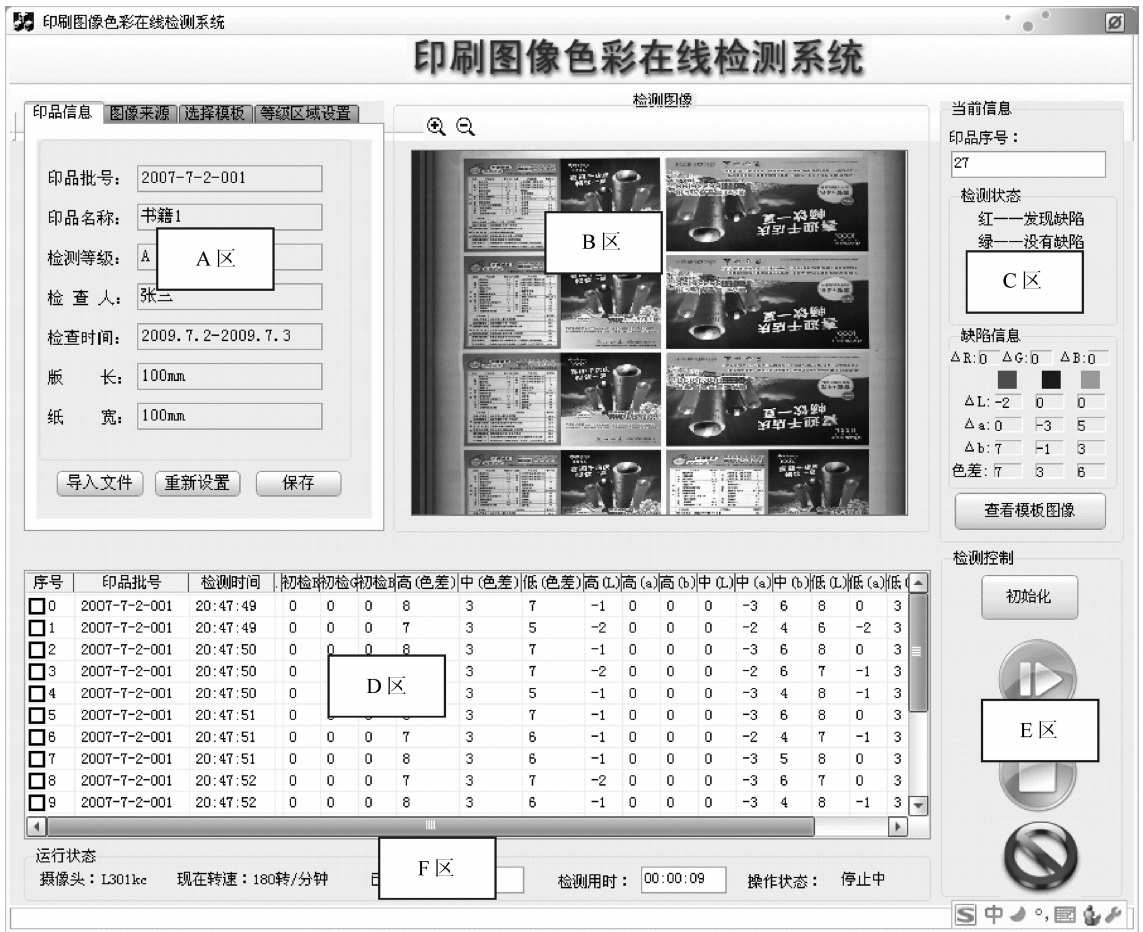 印刷图像色彩在线检测系统
印刷图像色彩在线检测系统
印品信息 图像来源 选择模板 等级区域设置
印品批号： 2007-7-2-001
印品名称： 书籍1
检测等级： A
A 区
检 查 人： 张三
检查时间： 2009.7.2-2009.7.3
版 长： 100mm
纸 宽： 100mm
导入文件 重新设置 保存
检测图像
B 区
当前信息
印品序号：
27
检测状态
红——发现缺陷
绿——没有缺陷
C 区
缺陷信息
ΔR:0 ΔG:0 ΔB:0
ΔL:-2 0 0
Δa:0 -3 5
Δb:7 -1 3
色差:7 3 6
查看模板图像
序号 印品批号 检测时间 . 初检 初检 初检 高(色差) 中(色差) 低(色差) 高(L) 高(a) 高(b) 中(L) 中(a) 中(b) 低(L) 低(a) 低(
0 2007-7-2-001 20:47:49 0 0 0 8 3 7 -1 0 0 0 -3 6 8 0 3
1 2007-7-2-001 20:47:49 0 0 0 7 3 5 -2 0 0 0 -2 4 6 -2 3
2 2007-7-2-001 20:47:50 0 0 0 8 3 7 -1 0 0 0 -3 6 8 0 3
3 2007-7-2-001 20:47:50 0 3 7 -2 0 0 0 -2 6 7 -1 3
4 2007-7-2-001 20:47:50 0 3 5 -1 0 0 0 -3 4 8 -1 3
D 区
5 2007-7-2-001 20:47:51 0 0 0 3 7 -1 0 0 0 -3 6 8 0 3
6 2007-7-2-001 20:47:51 0 0 0 7 3 6 -1 0 0 0 -2 4 7 -1 3
7 2007-7-2-001 20:47:51 0 0 0 8 3 6 -1 0 0 0 -3 5 8 0 3
8 2007-7-2-001 20:47:52 0 0 0 7 3 7 -2 0 0 0 -3 6 7 0 3
9 2007-7-2-001 20:47:52 0 0 0 8 3 6 -1 0 0 0 -3 4 8 -1 3
检测控制
初始化
E 区
运行状态
摄像头：L301kc 现在转速：180转/分钟 检测用时： 00:00:09 操作状态： 停止中
F 区
S 中